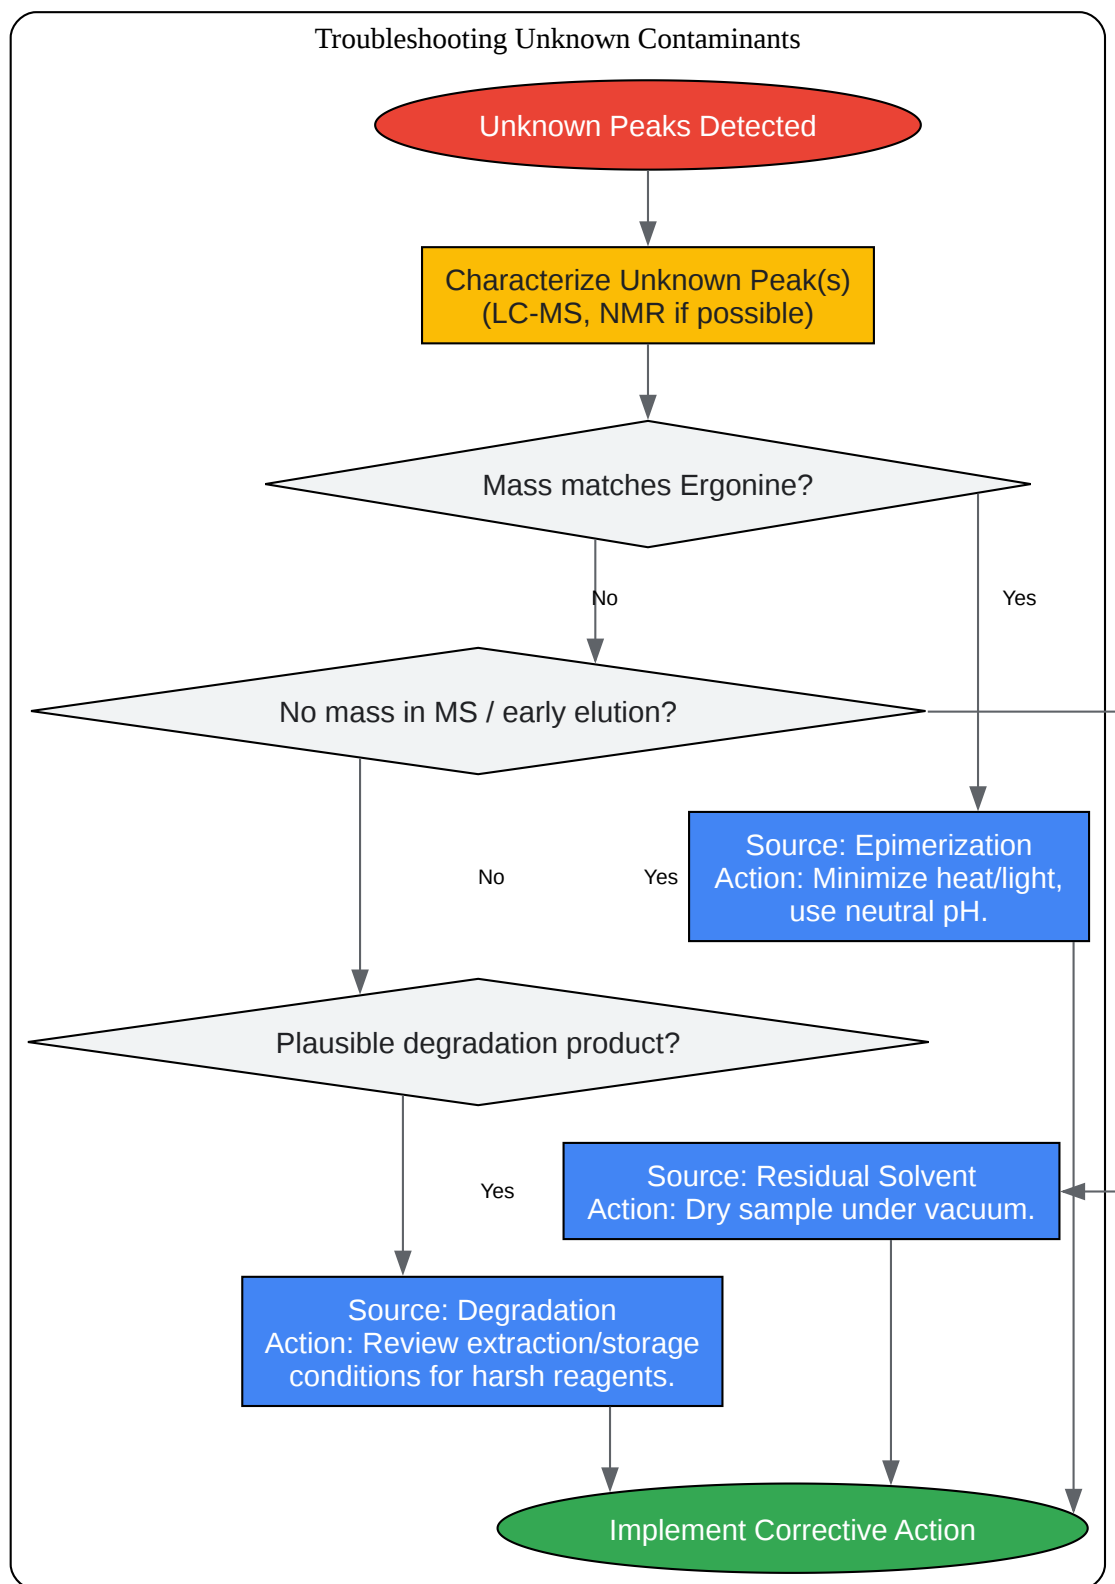 Troubleshooting Unknown Contaminants
Unknown Peaks Detected
Characterize Unknown Peak(s)
(LC-MS, NMR if possible)
Mass matches Ergonine?
No
Yes
No mass in MS / early elution?
Source: Epimerization
Action: Minimize heat/light,
use neutral pH.
No
Yes
Plausible degradation product?
Source: Residual Solvent
Action: Dry sample under vacuum.
Yes
Source: Degradation
Action: Review extraction/storage
conditions for harsh reagents.
Implement Corrective Action